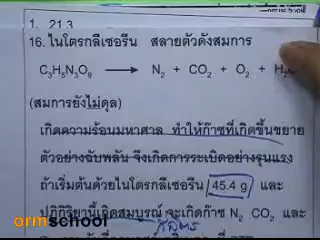 1. 21.3
16. ไนโตรกลีเซอรีน สลายตัวดังสมการ
C₃H₅N₃O₉ → N₂ + CO₂ + O₂ + H₂
(สมการยังไม่ดุล)
เกิดความร้อนมหาศาล ทำให้ก๊าซที่เกิดขึ้นขยาย
ตัวอย่างฉับพลัน จึงเกิดการระเบิดอย่างรุนแรง
ถ้าเริ่มต้นด้วยไนโตรกลีเซอรีน 45.4 g และ
ปฏิกิริยานี้เกิดสมบูรณ์ จะเกิดก๊าซ N₂ CO₂ และ
ormschool